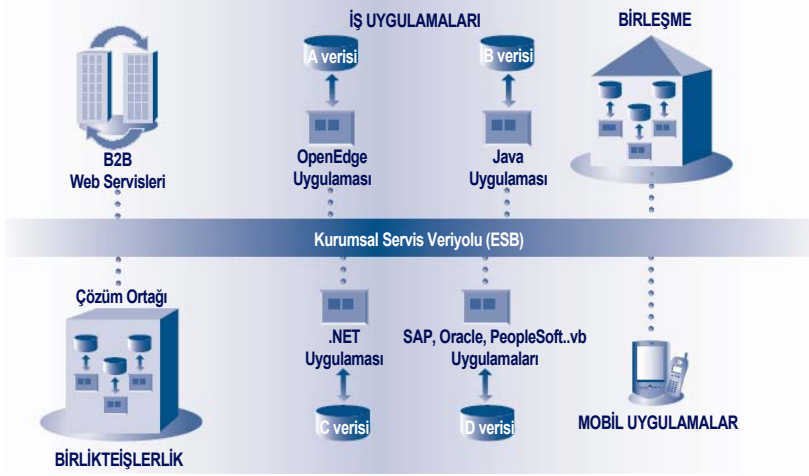 İŞ UYGULAMALARI
BİRLEŞME
A verisi
B verisi
B2B
Web Servisleri
OpenEdge
Uygulaması
Java
Uygulaması
Kurumsal Servis Veriyolu (ESB)
Çözüm Ortağı
.NET
Uygulaması
SAP, Oracle, PeopleSoft..vb
Uygulamaları
C verisi
D verisi
MOBİL UYGULAMALAR
BİRLİKTEİŞLERLİK